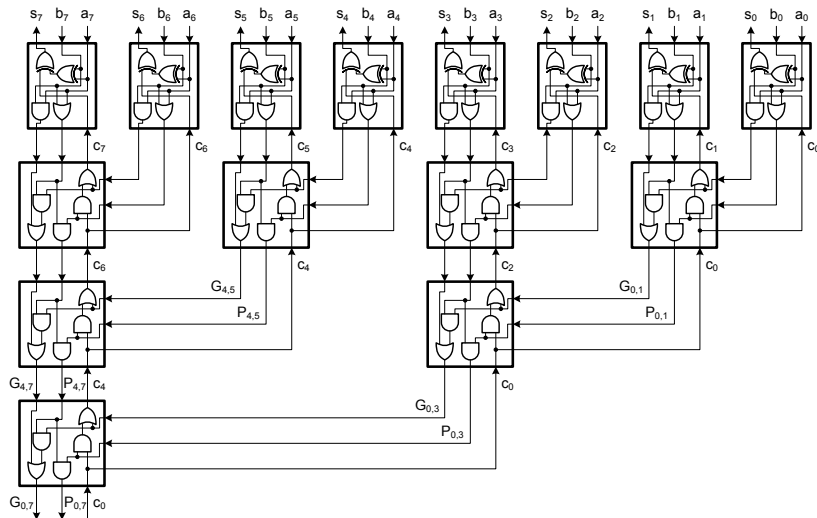 s7 b7 a7 s6 b6 a6 s5 b5 a5 s4 b4 a4 s3 b3 a3 s2 b2 a2 s1 b1 a1 s0 b0 a0
c7 c6 c5 c4 c3 c2 c1 c0
c6 c4 c2 c0
G4,5 G0,1
P4,5 P0,1
G4,7 P4,7 c4 c0
G0,3
P0,3
G0,7 P0,7 c0